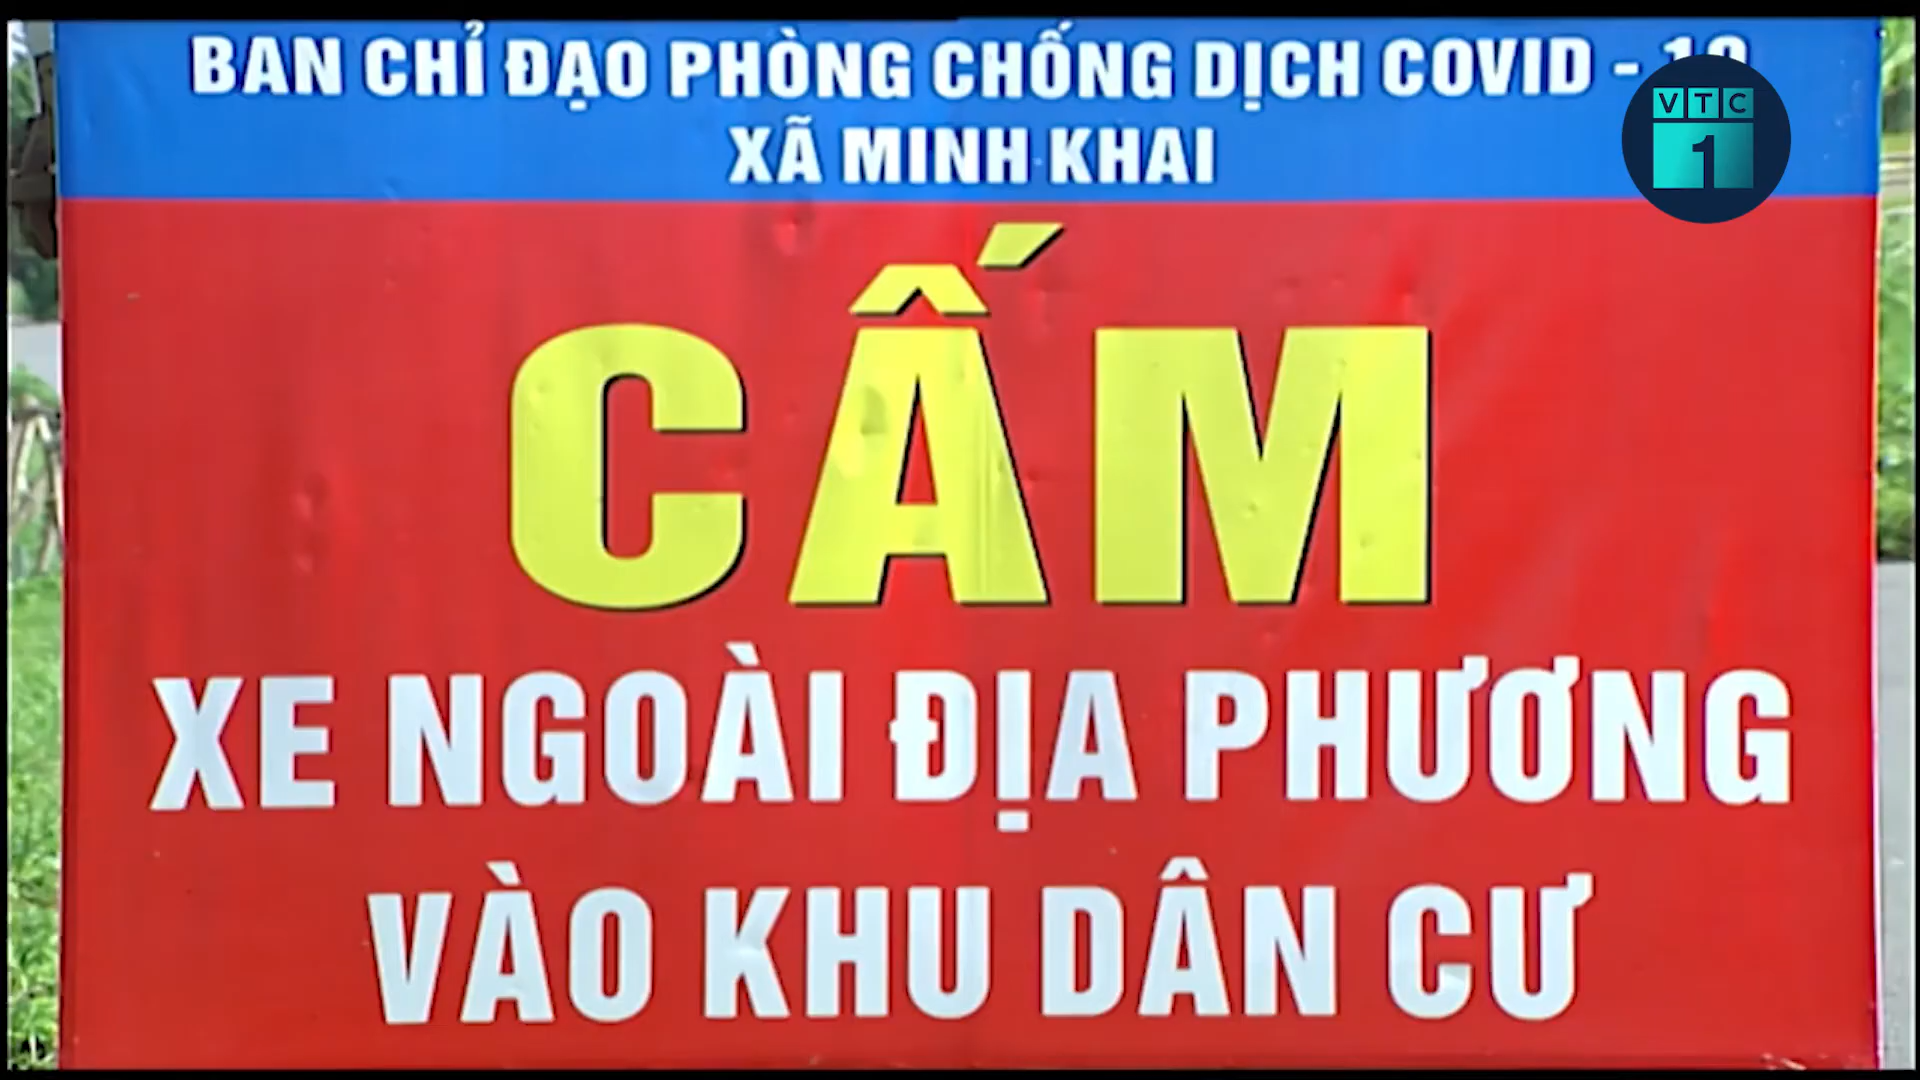 BAN CHỈ ĐẠO PHÒNG CHỐNG DỊCH COVID - 19
XÃ MINH KHAI
VTC
1
CẤM
XE NGOÀI ĐỊA PHƯƠNG
VÀO KHU DÂN CƯ